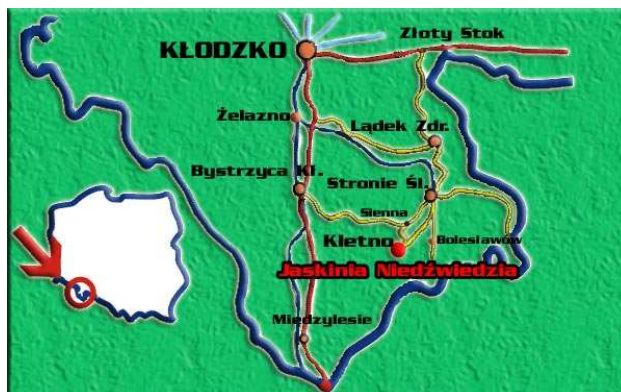 Złoty Stok
KŁODZKO
Żelazno
Lądek Zdr.
Bystrzyca Kł.
Stronie Śl.
Sienna
Kletno
Bolesławów
Jaskinia Niedźwiedzia
Międzylesie